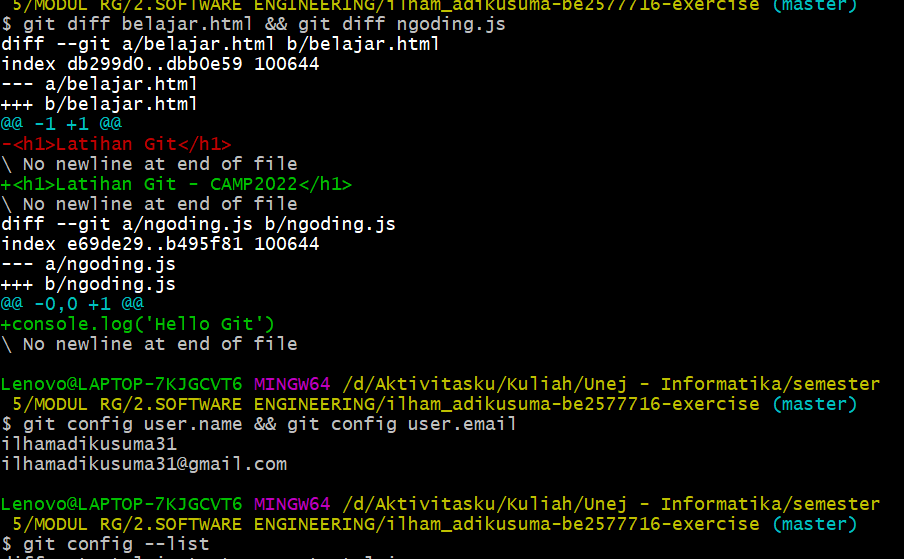 5/MODUL RG/2.SOFTWARE ENGINEERING/ilham_adikusuma-be2577716-exercise (master)
$ git diff belajar.html && git diff ngoding.js
diff --git a/belajar.html b/belajar.html
index db299d0..dbb0e59 100644
--- a/belajar.html
+++ b/belajar.html
@@ -1 +1 @@
-<h1>Latihan Git</h1>
\ No newline at end of file
+<h1>Latihan Git - CAMP2022</h1>
\ No newline at end of file
diff --git a/ngoding.js b/ngoding.js
index e69de29..b495f81 100644
--- a/ngoding.js
+++ b/ngoding.js
@@ -0,0 +1 @@
+console.log('Hello Git')
\ No newline at end of file
Lenovo@LAPTOP-7KJGCVT6 MINGW64 /d/Aktivitasku/Kuliah/Unej - Informatika/semester
5/MODUL RG/2.SOFTWARE ENGINEERING/ilham_adikusuma-be2577716-exercise (master)
$ git config user.name && git config user.email
ilhamadikusuma31
ilhamadikusuma31@gmail.com
Lenovo@LAPTOP-7KJGCVT6 MINGW64 /d/Aktivitasku/Kuliah/Unej - Informatika/semester
5/MODUL RG/2.SOFTWARE ENGINEERING/ilham_adikusuma-be2577716-exercise (master)
$ git config --list